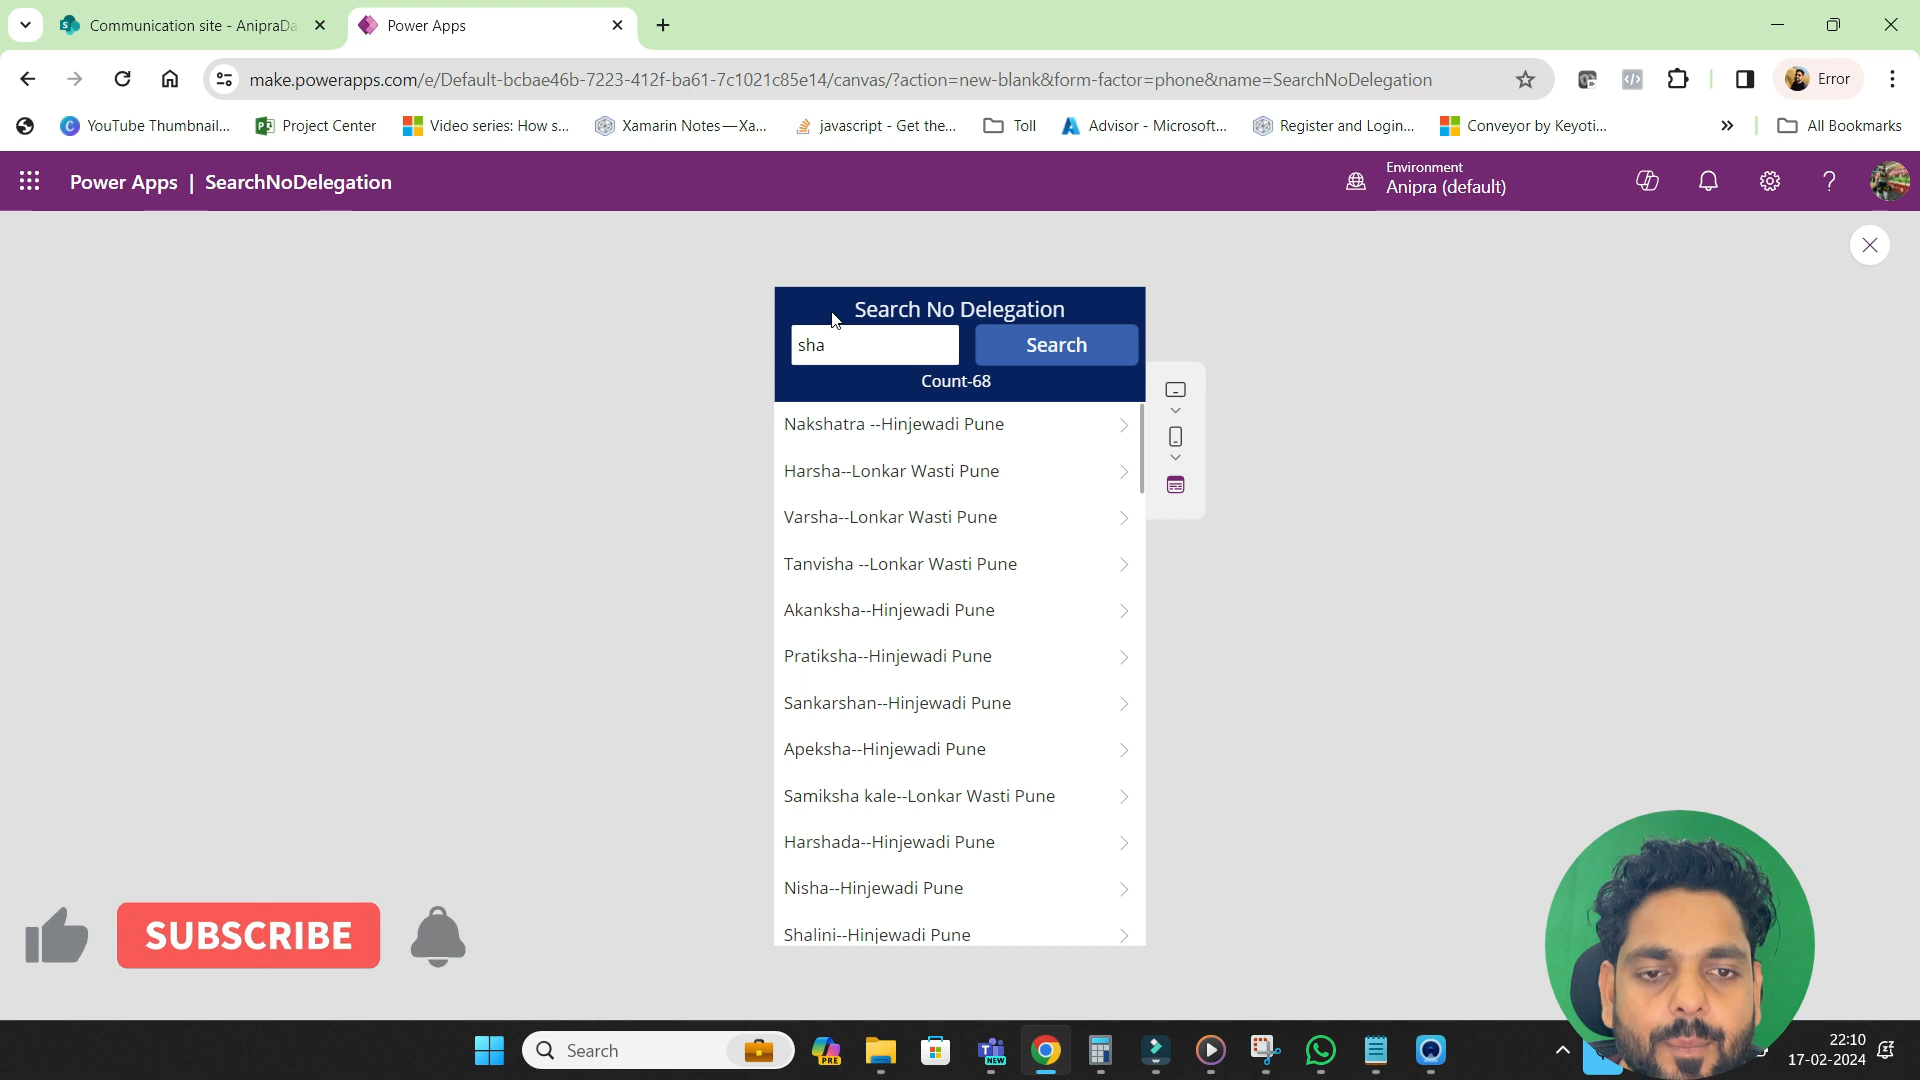 Communication site - AnipraDa
Power Apps
make.powerapps.com/e/Default-bcbae46b-7223-412f-ba61-7c1021c85e14/canvas/?action=new-blank&form-factor=phone&name=SearchNoDelegation
Error
YouTube Thumbnail...
Project Center
Video series: How s...
Xamarin Notes—Xa...
javascript - Get the...
Toll
Advisor - Microsoft...
Register and Login...
Conveyor by Keyoti...
»
All Bookmarks
Power Apps | SearchNoDelegation
Environment
Anipra (default)
Search No Delegation
sha
Search
Count-68
Nakshatra --Hinjewadi Pune
Harsha--Lonkar Wasti Pune
Varsha--Lonkar Wasti Pune
Tanvisha --Lonkar Wasti Pune
Akanksha--Hinjewadi Pune
Pratiksha--Hinjewadi Pune
Sankarshan--Hinjewadi Pune
Apeksha--Hinjewadi Pune
Samiksha kale--Lonkar Wasti Pune
Harshada--Hinjewadi Pune
Nisha--Hinjewadi Pune
Shalini--Hinjewadi Pune
SUBSCRIBE
Search
PRE
NEW
22:10
17-02-2024